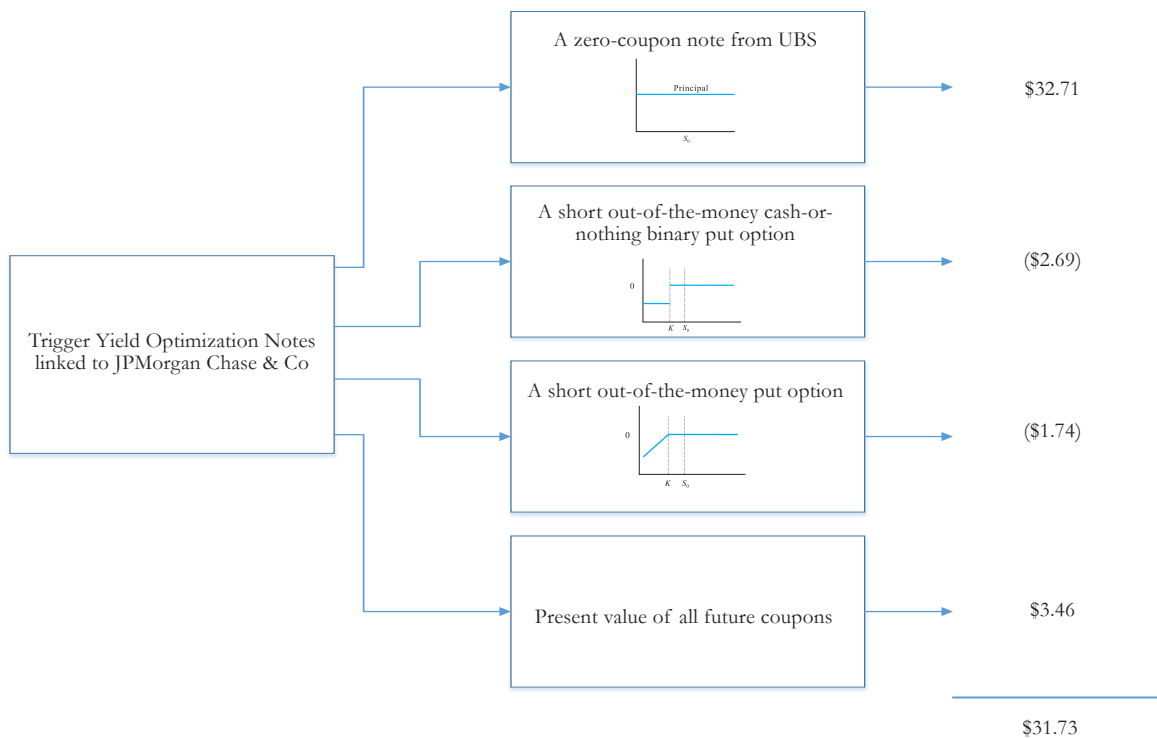 A zero-coupon note from UBS
Principal
S₀
$32.71
A short out-of-the-money cash-or-
nothing binary put option
0
K
S₀
($2.69)
Trigger Yield Optimization Notes
linked to JPMorgan Chase & Co
A short out-of-the-money put option
0
K
S₀
($1.74)
Present value of all future coupons
$3.46
$31.73